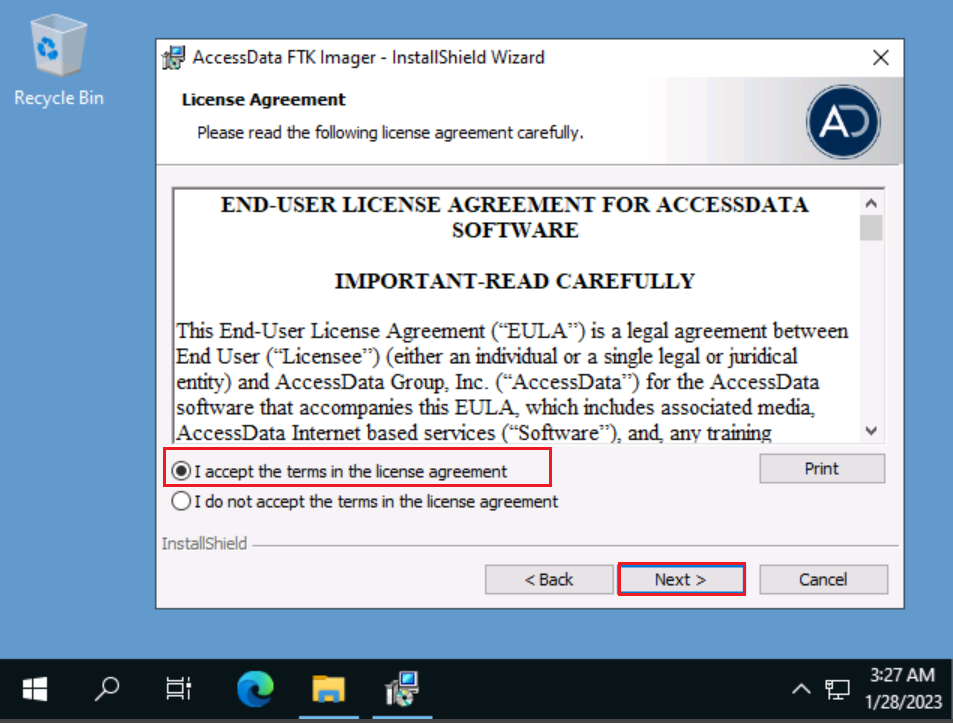 Recycle Bin
AccessData FTK Imager - InstallShield Wizard
License Agreement
Please read the following license agreement carefully.
AD
END-USER LICENSE AGREEMENT FOR ACCESSDATA
SOFTWARE
IMPORTANT-READ CAREFULLY
This End-User License Agreement (“EULA”) is a legal agreement between
End User (“Licensee”) (either an individual or a single legal or juridical
entity) and AccessData Group, Inc. (“AccessData”) for the AccessData
software that accompanies this EULA, which includes associated media,
AccessData Internet based services (“Software”), and, any training
I accept the terms in the license agreement
Print
I do not accept the terms in the license agreement
InstallShield
< Back
Next >
Cancel
3:27 AM
1/28/2023